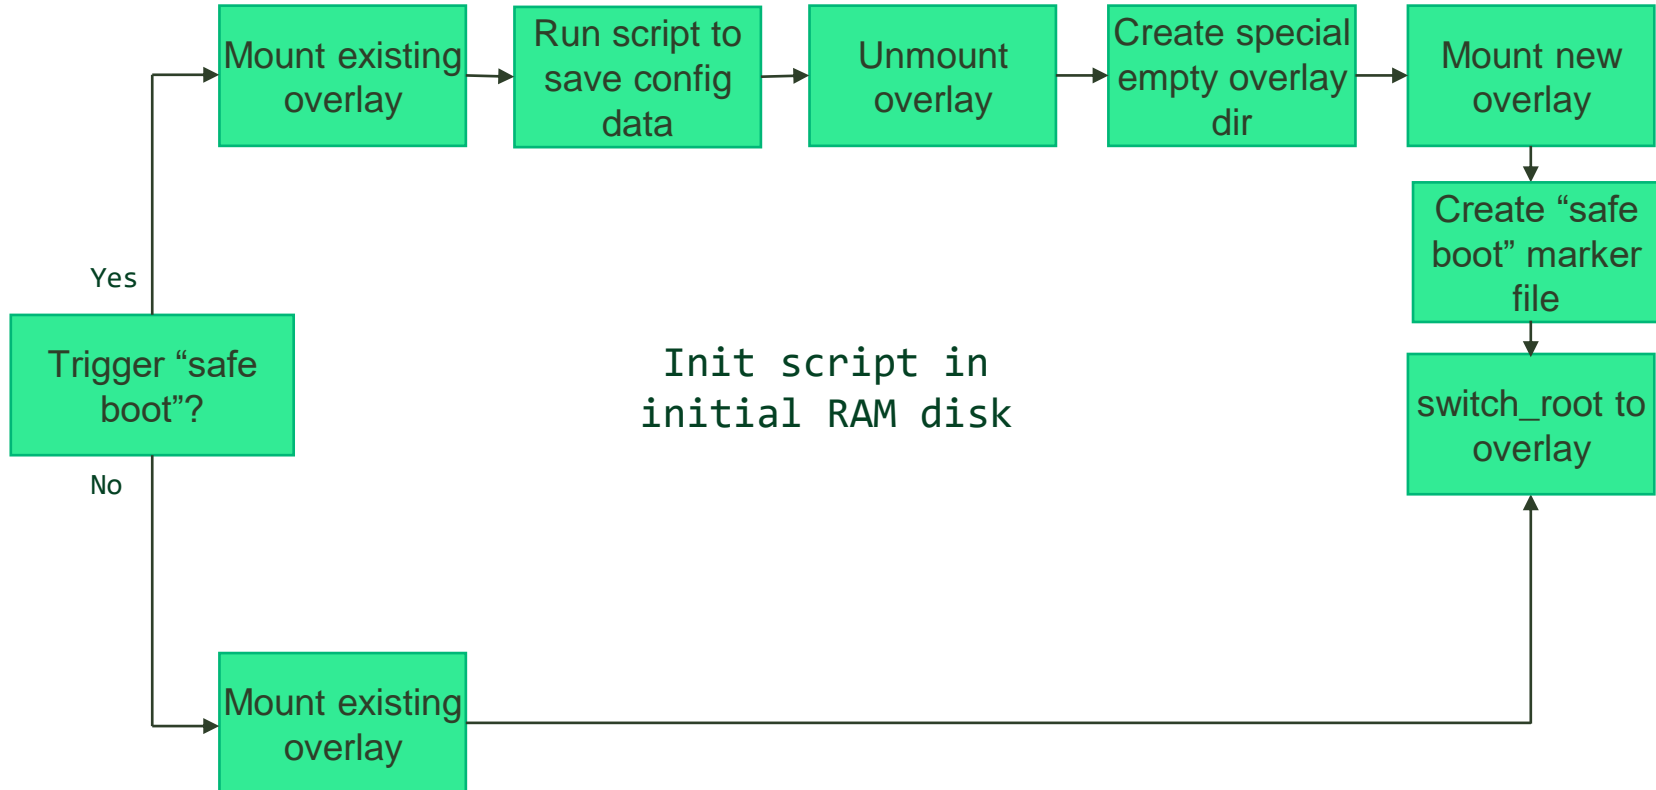 Mount existing
overlay
Run script to
save config
data
Unmount
overlay
Create special
empty overlay
dir
Mount new
overlay
Create “safe
boot” marker
file
Yes
Trigger “safe
boot”?
Init script in
initial RAM disk
switch_root to
overlay
No
Mount existing
overlay